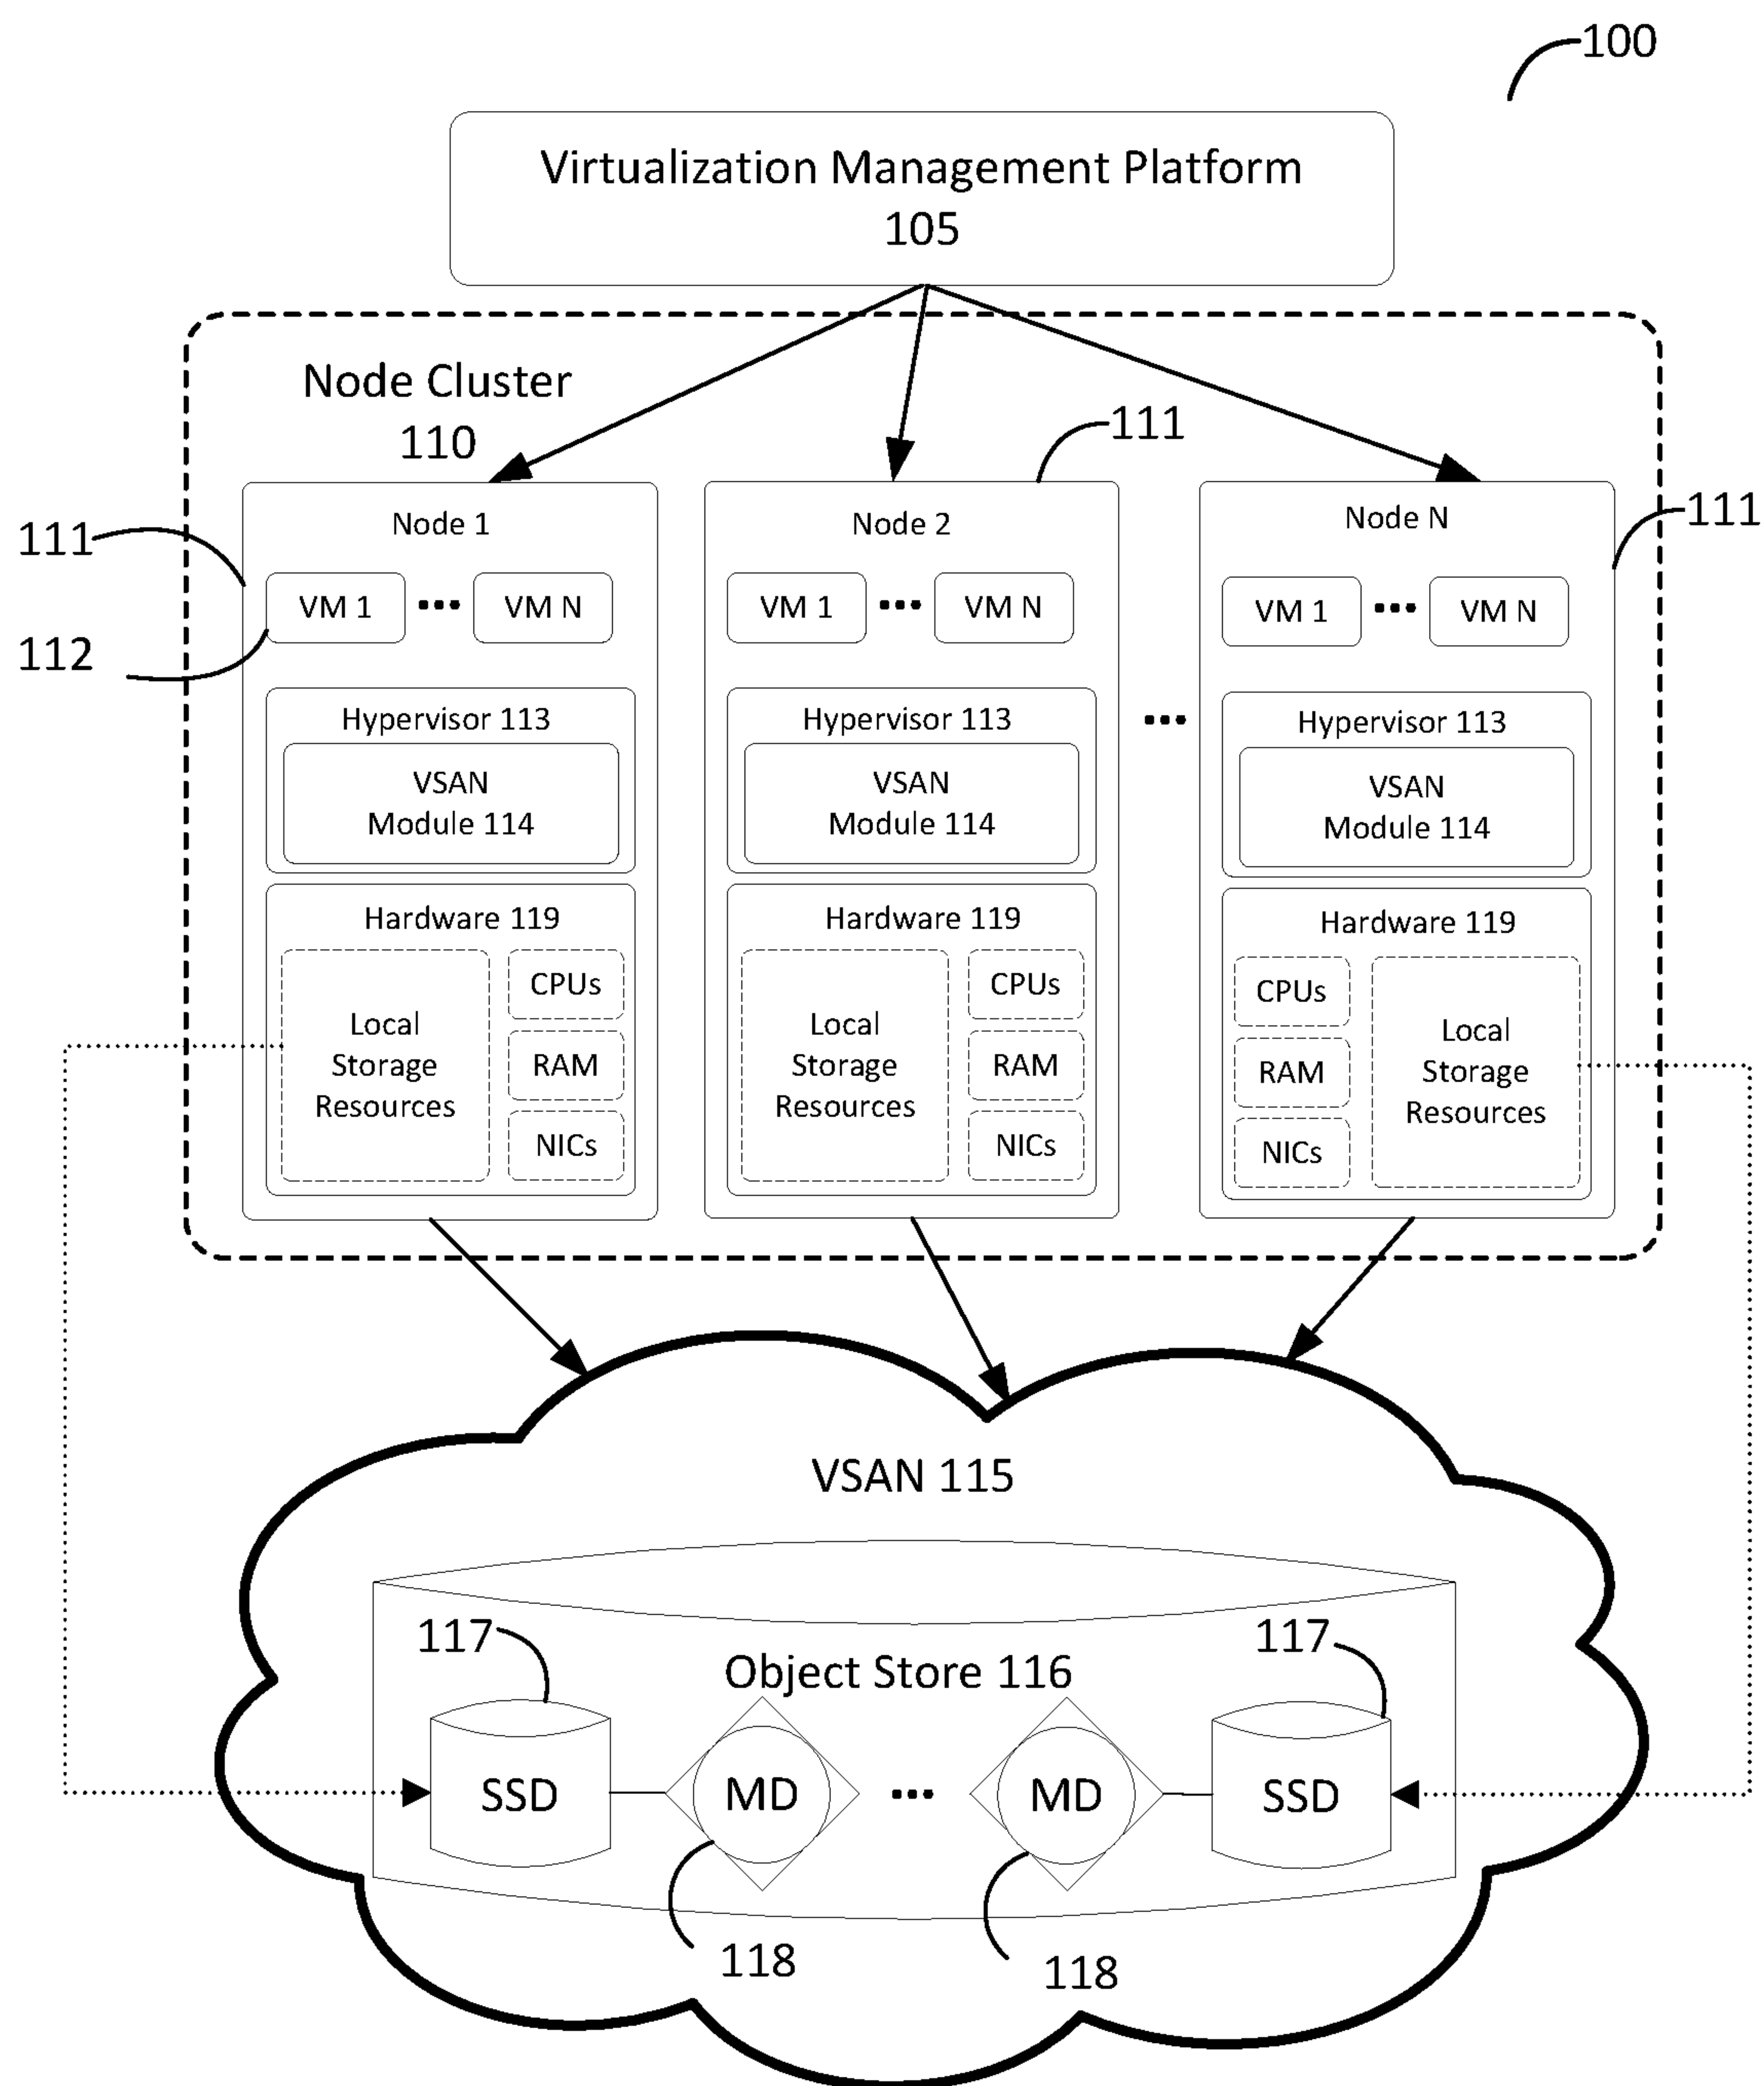 100
Virtualization Management Platform
105
Node Cluster
110
111
111
111
112
Node 1
VM 1 ... VM N
Hypervisor 113
VSAN
Module 114
Hardware 119
Local
Storage
Resources
CPUs
RAM
NICs
Node 2
VM 1 ... VM N
Hypervisor 113
VSAN
Module 114
Hardware 119
Local
Storage
Resources
CPUs
RAM
NICs
...
Node N
VM 1 ... VM N
Hypervisor 113
VSAN
Module 114
Hardware 119
CPUs
RAM
NICs
Local
Storage
Resources
VSAN 115
117
117
Object Store 116
SSD
MD
...
MD
SSD
118
118